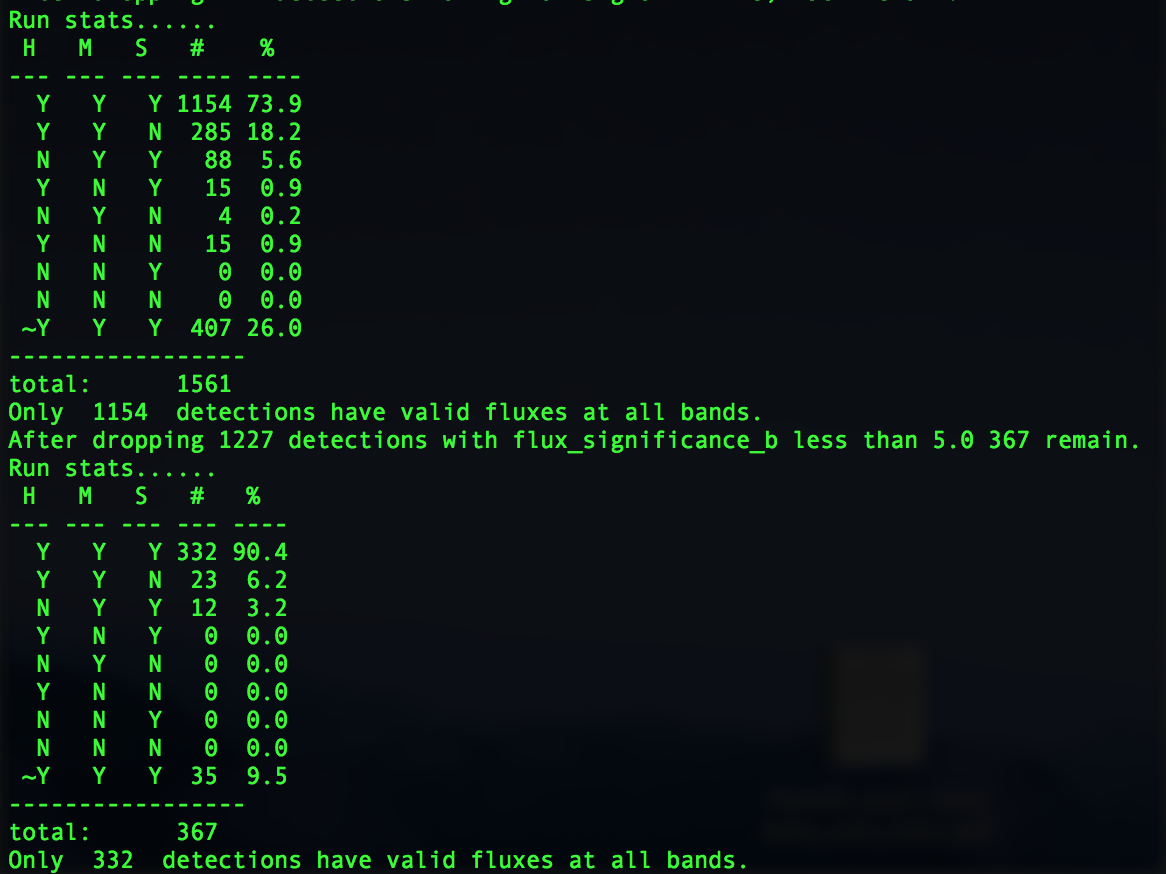 Run stats......
 H   M   S   #    %
--- --- --- ---- ----
  Y   Y   Y 1154 73.9
  Y   Y   N  285 18.2
  N   Y   Y   88  5.6
  Y   N   Y   15  0.9
  N   Y   N    4  0.2
  Y   N   N   15  0.9
  N   N   Y    0  0.0
  N   N   N    0  0.0
 ~Y   Y   Y  407 26.0
-----------------
total:      1561
Only  1154  detections have valid fluxes at all bands.
After dropping 1227 detections with flux_significance_b less than 5.0 367 remain.
Run stats......
 H   M   S   #   %
--- --- --- --- ----
  Y   Y   Y 332 90.4
  Y   Y   N  23  6.2
  N   Y   Y  12  3.2
  Y   N   Y   0  0.0
  N   Y   N   0  0.0
  Y   N   N   0  0.0
  N   N   Y   0  0.0
  N   N   N   0  0.0
 ~Y   Y   Y  35  9.5
-----------------
total:      367
Only  332  detections have valid fluxes at all bands.